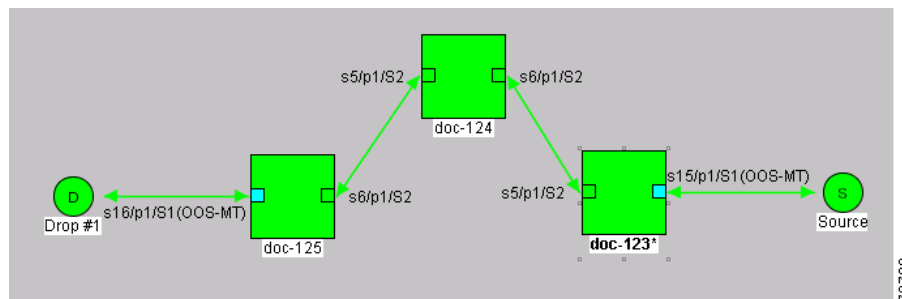 s5/p1/S2
s6/p1/S2
doc-124
s15/p1/S1(OOS-MT)
s6/p1/S2
s5/p1/S2
D
S
s16/p1/S1(OOS-MT)
Drop #1
Source
doc-125
doc-123*